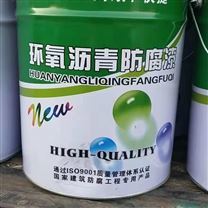 环氧沥青防腐漆
HUANYANGLIQINGFANGFUQI
New
HIGH-QUALITY
通过ISO9001质量管理体系认证
国家建筑防腐工程专用产品